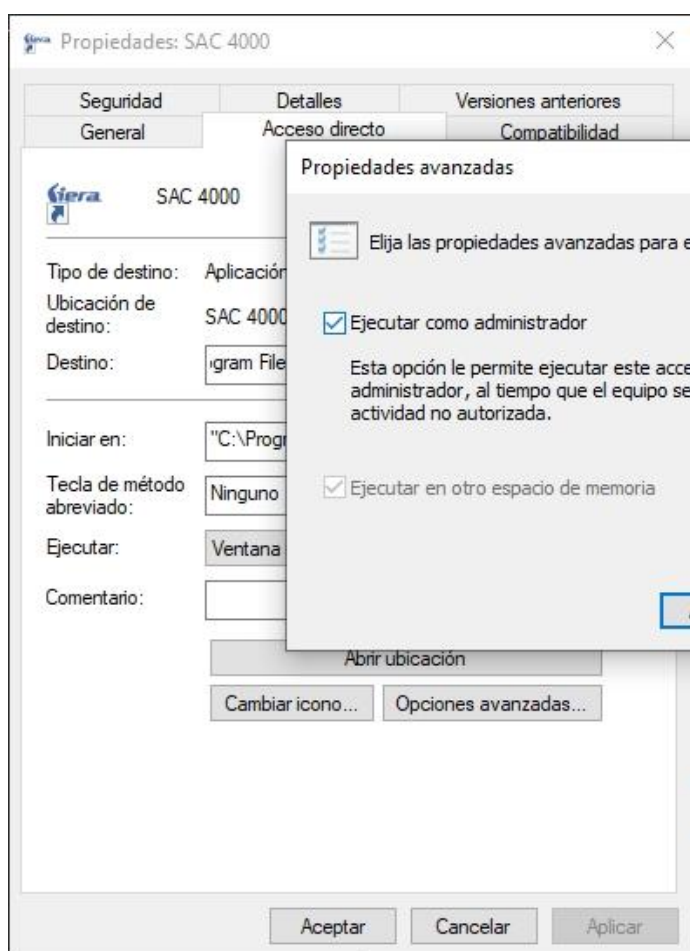 Propiedades: SAC 4000
Seguridad
Detalles
Versiones anteriores
General
Acceso directo
Compatibilidad
Propiedades avanzadas
Siera
SAC 4000
Elija las propiedades avanzadas para e
Tipo de destino:
Aplicación
Ubicación de
destino:
SAC 4000
Ejecutar como administrador
Destino:
gram File
Esta opción le permite ejecutar este acce
administrador, al tiempo que el equipo se
actividad no autorizada.
Iniciar en:
"C:\Progr
Tecla de método
abreviado:
Ninguno
Ejecutar en otro espacio de memoria
Ejecutar:
Ventana
Comentario:
Abrir ubicación
Cambiar icono...
Opciones avanzadas...
Aceptar
Cancelar
Aplicar